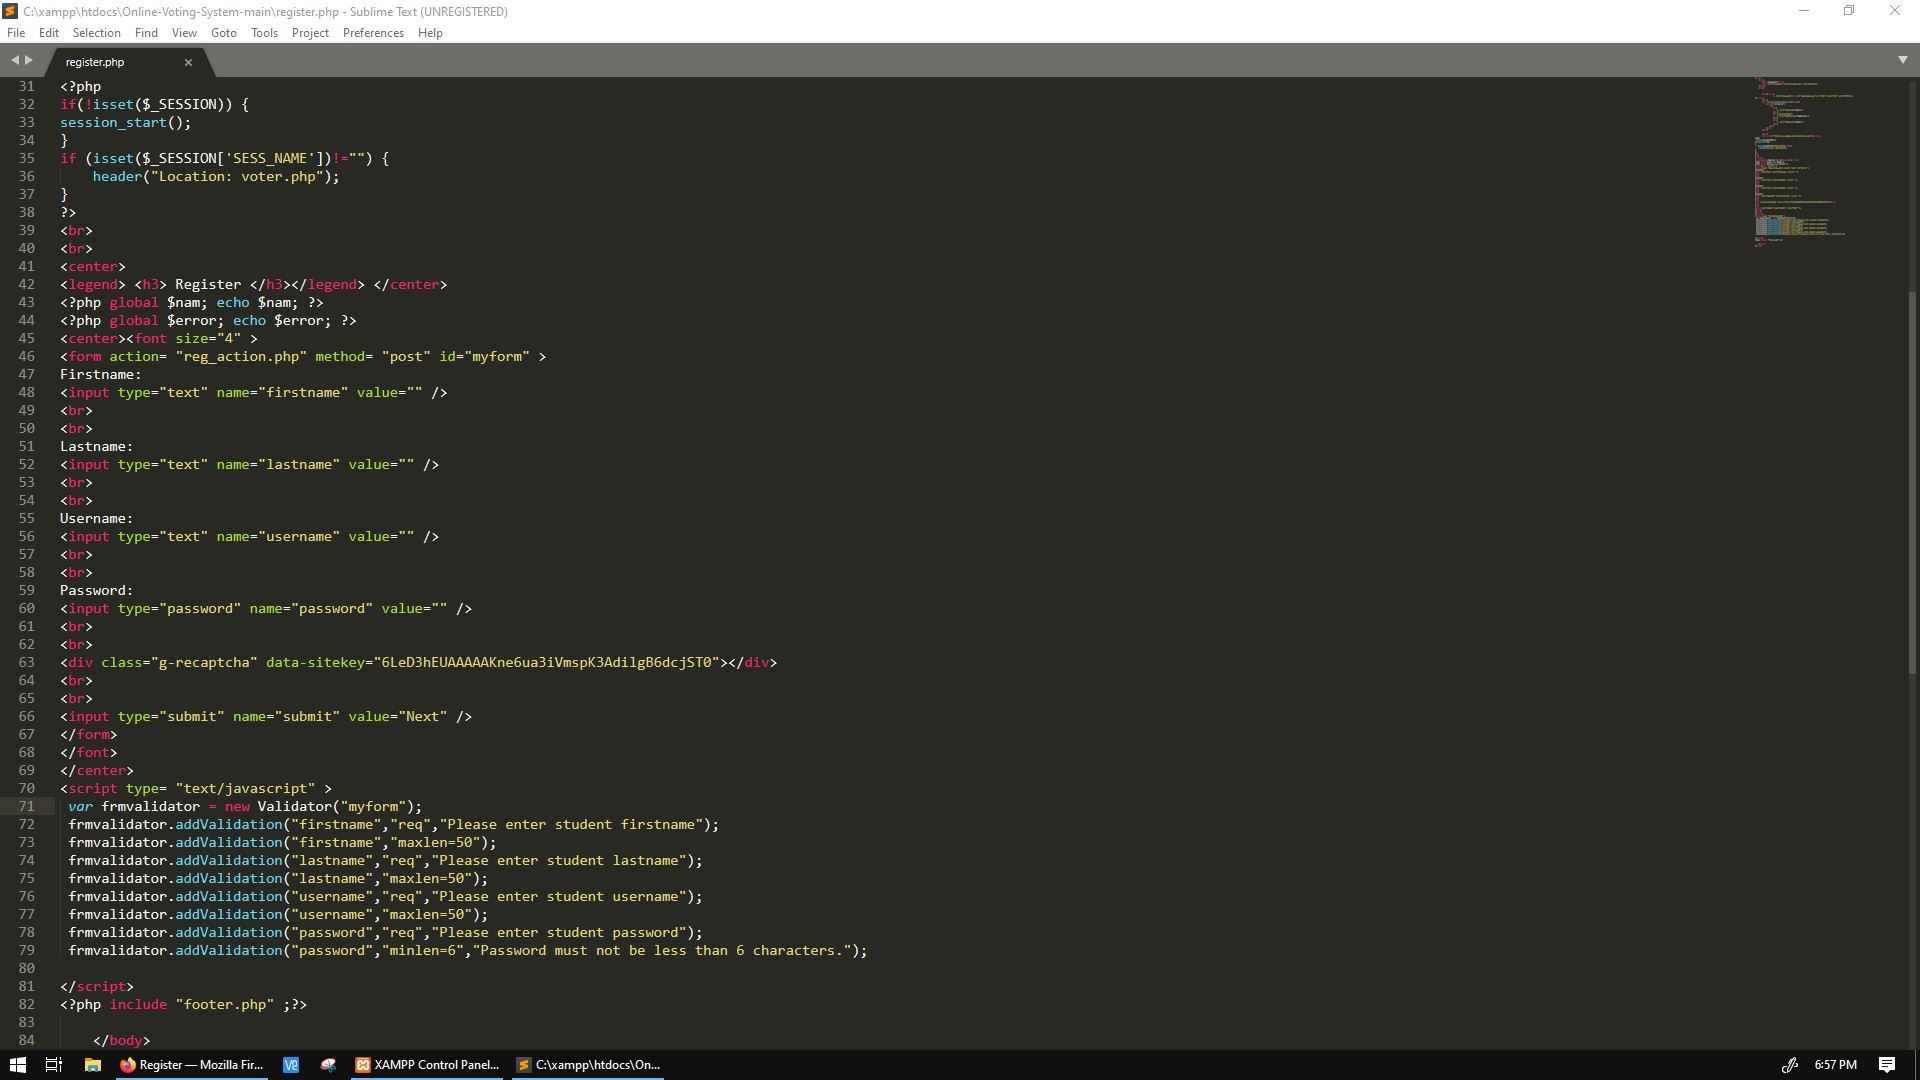 C:\xampp\htdocs\Online-Voting-System-main\register.php - Sublime Text (UNREGISTERED)
File Edit Selection Find View Goto Tools Project Preferences Help
register.php
31 <?php
32 if(!isset($_SESSION)) {
33 session_start();
34 }
35 if (isset($_SESSION['SESS_NAME'])!="") {
36     header("Location: voter.php");
37 }
38 ?>
39 <br>
40 <br>
41 <center>
42 <legend> <h3> Register </h3></legend> </center>
43 <?php global $nam; echo $nam; ?>
44 <?php global $error; echo $error; ?>
45 <center><font size="4" >
46 <form action= "reg_action.php" method= "post" id="myform" >
47 Firstname:
48 <input type="text" name="firstname" value="" />
49 <br>
50 <br>
51 Lastname:
52 <input type="text" name="lastname" value="" />
53 <br>
54 <br>
55 Username:
56 <input type="text" name="username" value="" />
57 <br>
58 <br>
59 Password:
60 <input type="password" name="password" value="" />
61 <br>
62 <br>
63 <div class="g-recaptcha" data-sitekey="6LeD3hEUAAAAAKne6ua3iVmspK3AdilgB6dcjST0"></div>
64 <br>
65 <br>
66 <input type="submit" name="submit" value="Next" />
67 </form>
68 </font>
69 </center>
70 <script type= "text/javascript" >
71  var frmvalidator = new Validator("myform");
72  frmvalidator.addValidation("firstname","req","Please enter student firstname");
73  frmvalidator.addValidation("firstname","maxlen=50");
74  frmvalidator.addValidation("lastname","req","Please enter student lastname");
75  frmvalidator.addValidation("lastname","maxlen=50");
76  frmvalidator.addValidation("username","req","Please enter student username");
77  frmvalidator.addValidation("username","maxlen=50");
78  frmvalidator.addValidation("password","req","Please enter student password");
79  frmvalidator.addValidation("password","minlen=6","Password must not be less than 6 characters.");
80
81 </script>
82 <?php include "footer.php" ;?>
83
84     </body>
Register — Mozilla Fir... XAMPP Control Panel... C:\xampp\htdocs\On... 6:57 PM